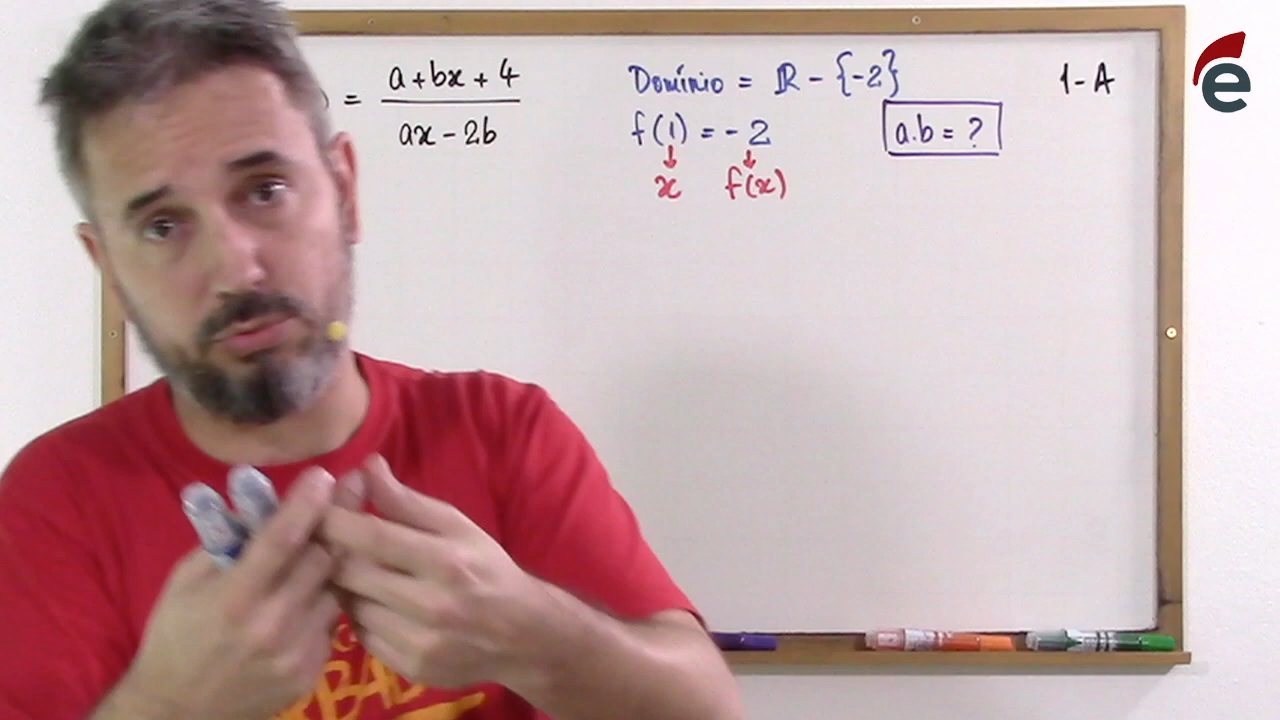 ) = a + bx + 4 / ax - 2b
Domínio = ℝ - {-2}
f(1) = - 2
x f(x)
a.b = ?
1 - A
e